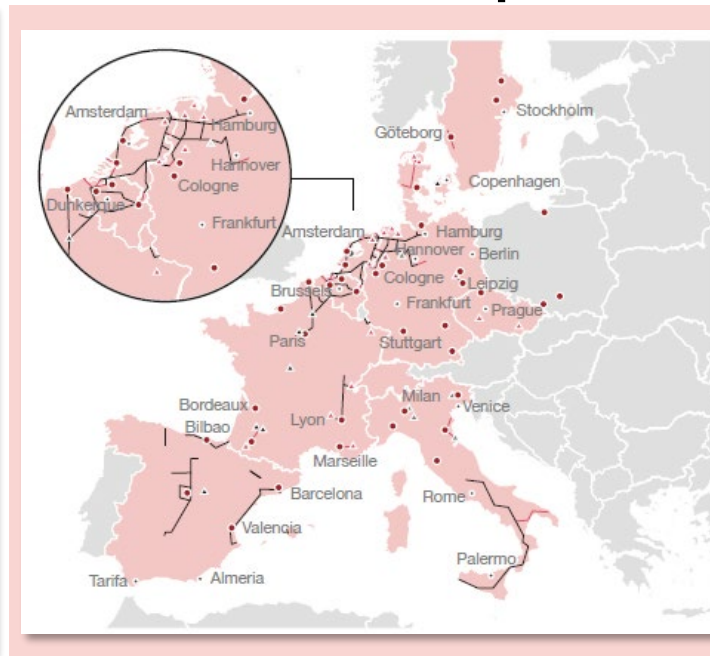 Amsterdam
Hamburg
Hannover
Cologne
Dunkerque
Frankfurt
Stockholm
Göteborg
Copenhagen
Amsterdam
Hamburg
Hannover
Berlin
Cologne
Leipzig
Brussels
Frankfurt
Prague
Paris
Stuttgart
Milan
Venice
Bordeaux
Lyon
Bilbao
Marseille
Barcelona
Rome
Valencia
Palermo
Tarifa
Almeria